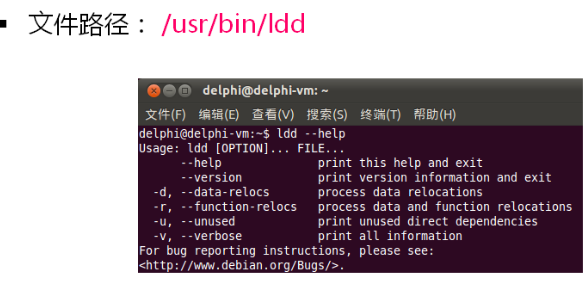 ▪ 文件路径： /usr/bin/ldd
delphi@delphi-vm: ~
文件(F) 编辑(E) 查看(V) 搜索(S) 终端(T) 帮助(H)
delphi@delphi-vm:~$ ldd --help
Usage: ldd [OPTION]... FILE...
--help print this help and exit
--version print version information and exit
-d, --data-relocs process data relocations
-r, --function-relocs process data and function relocations
-u, --unused print unused direct dependencies
-v, --verbose print all information
For bug reporting instructions, please see:
<http://www.debian.org/Bugs/>.